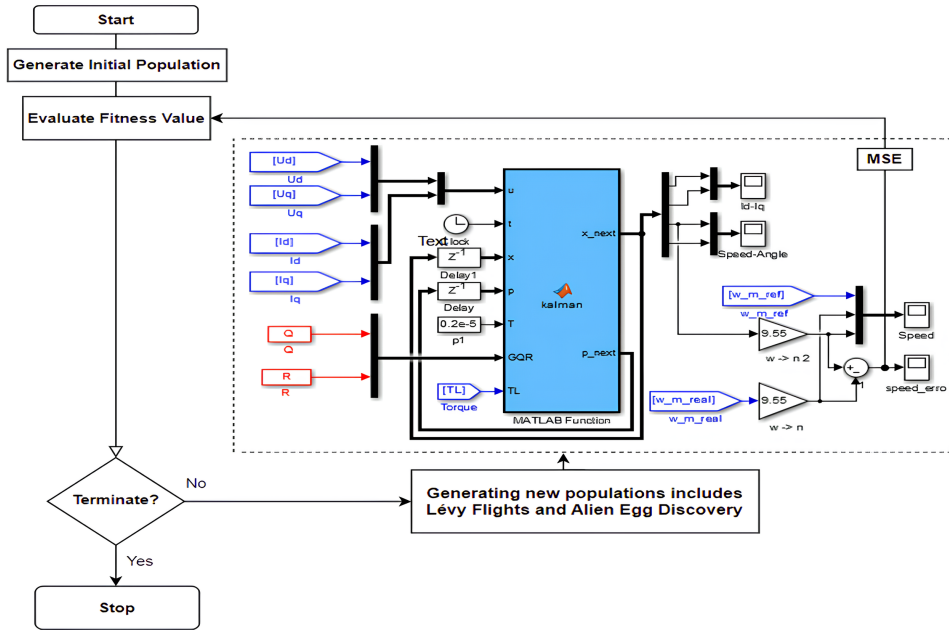 Start
Generate Initial Population
Evaluate Fitness Value
MSE
[Ud]
Ud
[Uq]
Uq
[Id]
Id
[Iq]
Iq
Q
Q
R
R
Text
lock
z-1
Delay1
z-1
Delay
0.2e-5
p1
[TL]
Torque
u
t
x
p
T
GQR
TL
x_next
p_next
kalman
MATLAB Function
Id-Iq
Speed-Angle
[w_m_ref]
w_m_ref
9.55
w -> n 2
[w_m_real]
w_m_real
9.55
w -> n
+
-
1
Speed
speed_erro
Terminate?
No
Yes
Generating new populations includes
Lévy Flights and Alien Egg Discovery
Stop